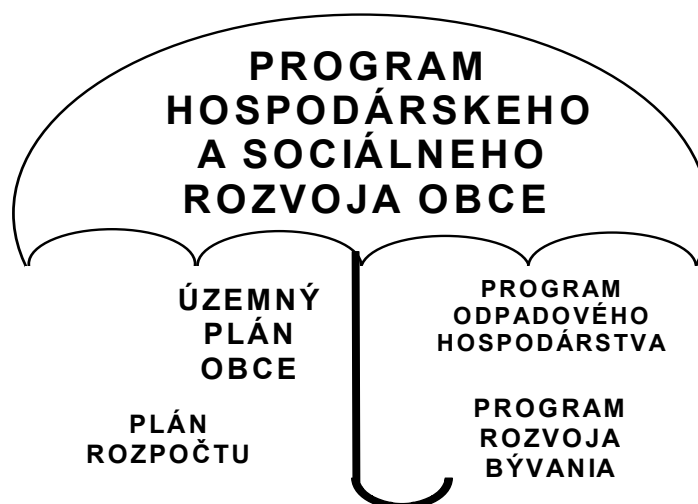 PROGRAM
HOSPODÁRSKEHO
A SOCIÁLNEHO
ROZVOJA OBCE
ÚZEMNÝ
PLÁN
OBCE
PROGRAM
ODPADOVÉHO
HOSPODÁRSTVA
PLÁN
ROZPOČTU
PROGRAM
ROZVOJA
BÝVANIA